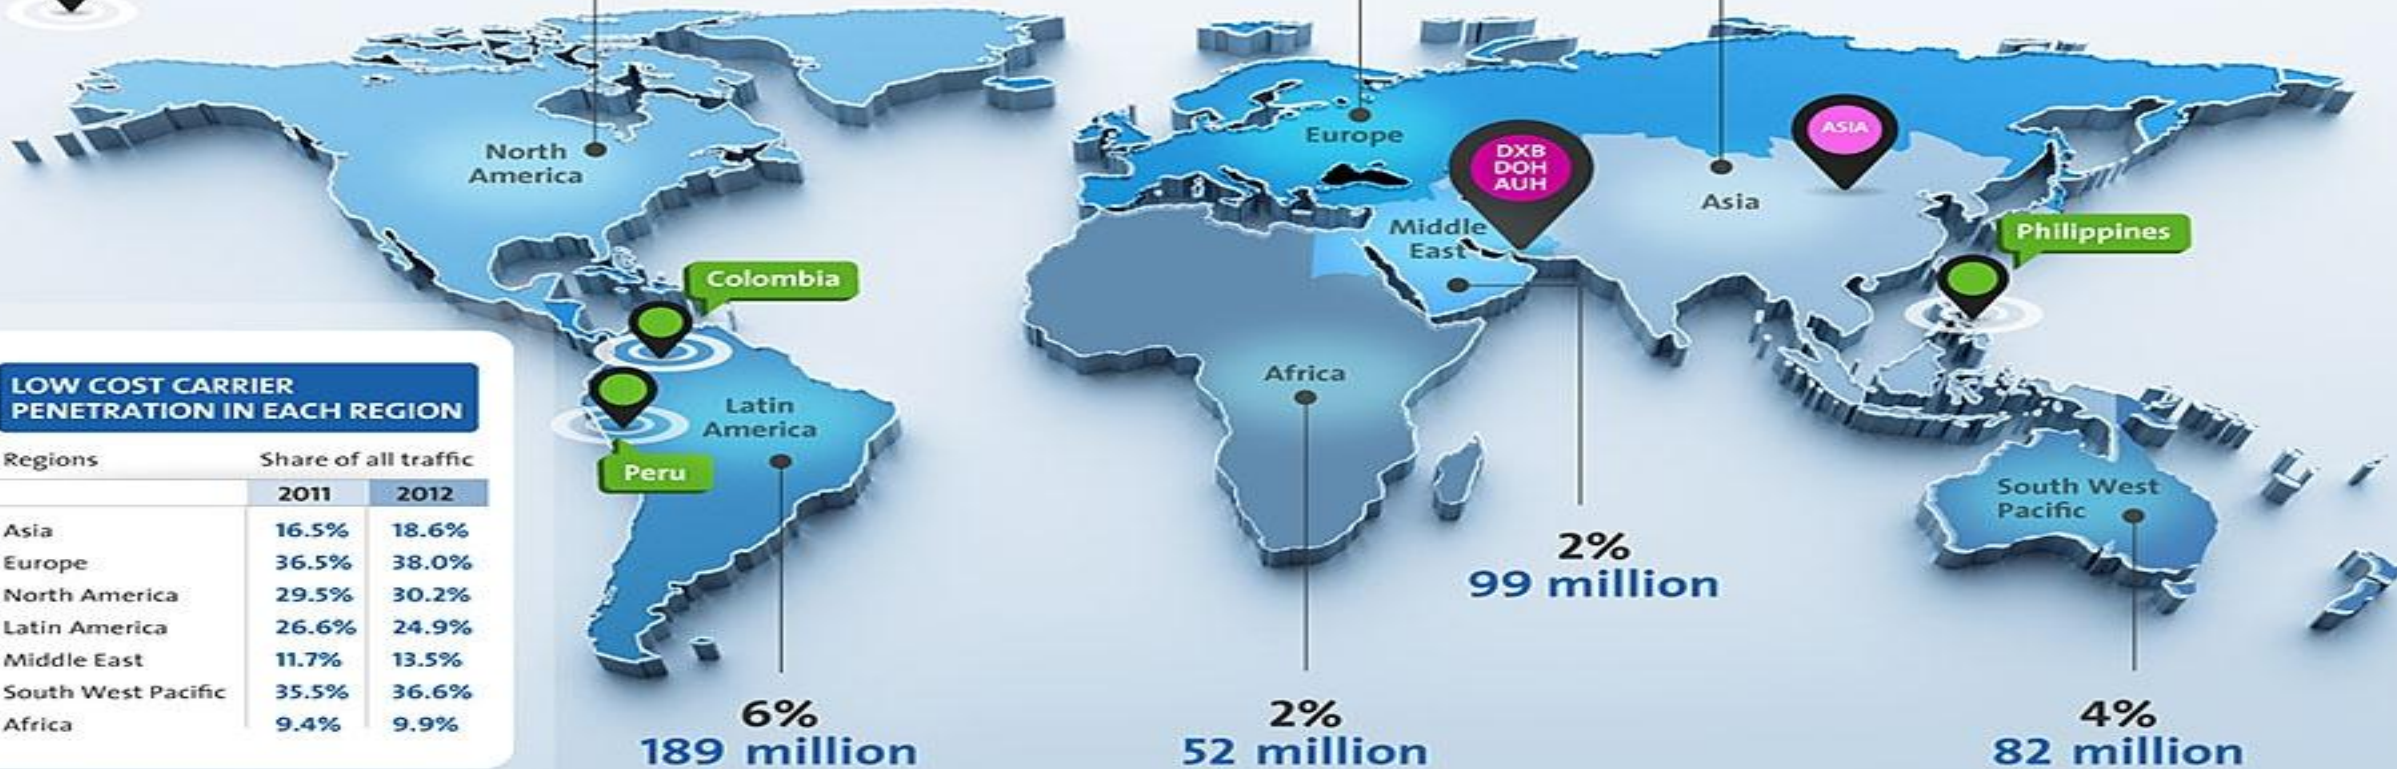 North
America
Europe
DXB
DOH
AUH
ASIA
Asia
Middle
East
Philippines
Colombia
Africa
Latin
America
Peru
South West
Pacific
LOW COST CARRIER
PENETRATION IN EACH REGION
Regions Share of all traffic
2011 2012
Asia 16.5% 18.6%
Europe 36.5% 38.0%
North America 29.5% 30.2%
Latin America 26.6% 24.9%
Middle East 11.7% 13.5%
South West Pacific 35.5% 36.6%
Africa 9.4% 9.9%
2%
99 million
6%
189 million
2%
52 million
4%
82 million